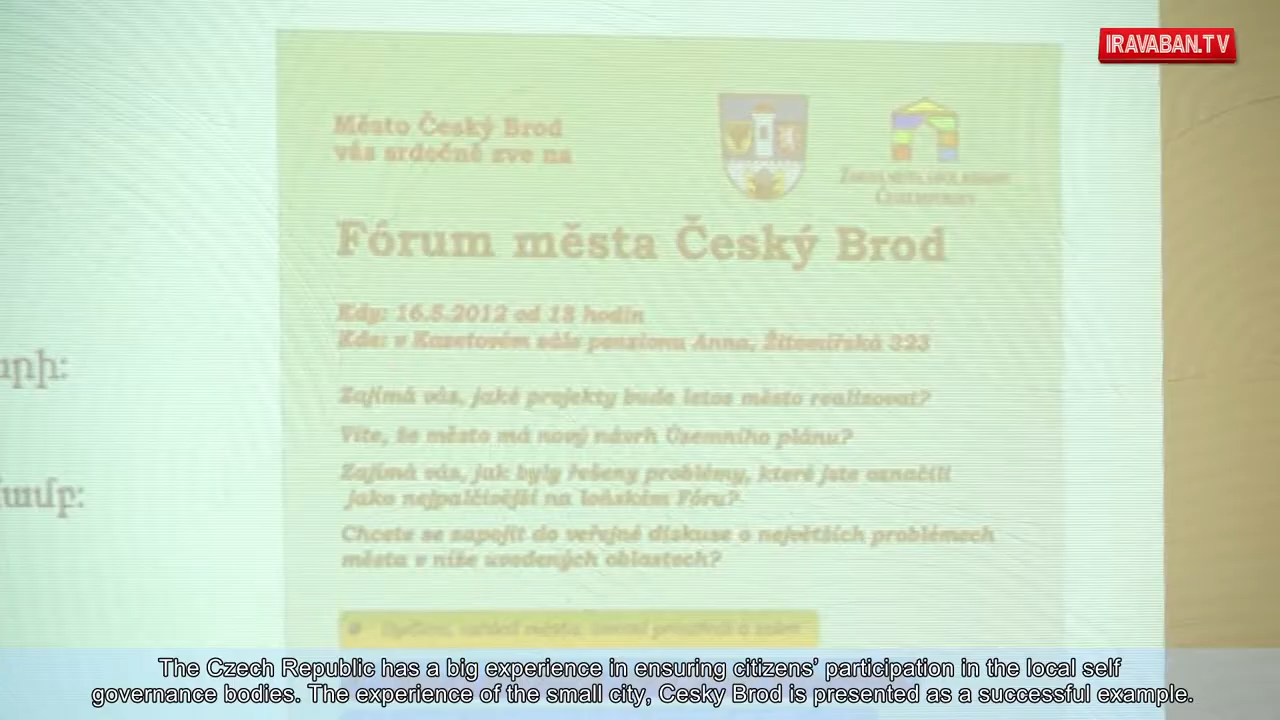 IRAVABAN.TV
Město Český Brod
vás srdečně zve na
Fórum města Český Brod
Kdy: 16.5.2012 od 18 hodin
Kde: v Kazetovém sále penzionu Anna, Žitomířská 323
Zajímá vás, jaké projekty bude letos město realizovat?
Víte, že město má nový návrh Územního plánu?
Zajímá vás, jak byly řešeny problémy, které jste označili
jako nejpalčivější na loňském Fóru?
Chcete se zapojit do veřejné diskuse o největších problémech
města v níže uvedených oblastech?
The Czech Republic has a big experience in ensuring citizens’ participation in the local self
governance bodies. The experience of the small city, Cesky Brod is presented as a successful example.